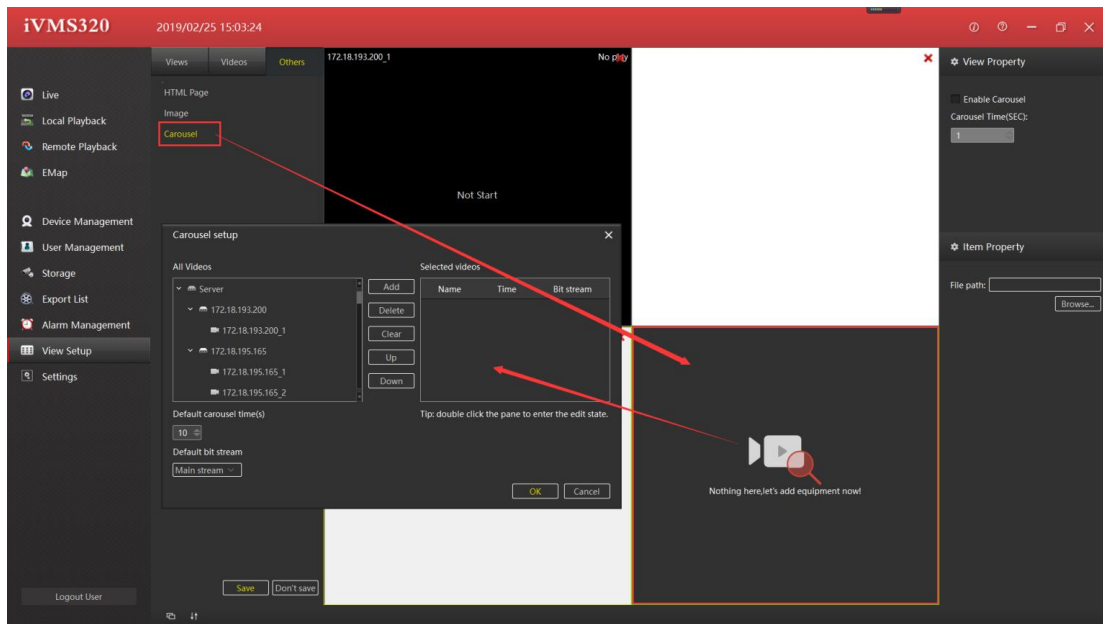 iVMS320
2019/02/25 15:03:24
Live
Local Playback
Remote Playback
EMap
Device Management
User Management
Storage
Export List
Alarm Management
View Setup
Settings
Logout User
Views Videos Others
HTML Page
Image
Carousel
172.18.193.200_1
Not Start
Carousel setup
All Videos
Server
172.18.193.200
172.18.193.200_1
172.18.195.165
172.18.195.165_1
172.18.195.165_2
Add
Delete
Clear
Up
Down
Selected videos
Name Time Bit stream
Tip: double click the pane to enter the edit state.
Default carousel time(s)
10
Default bit stream
Main stream
OK Cancel
Save Don't save
Nothing here,let's add equipment now!
View Property
Enable Carousel
Carousel Time(SEC):
1
Item Property
File path:
Browse...